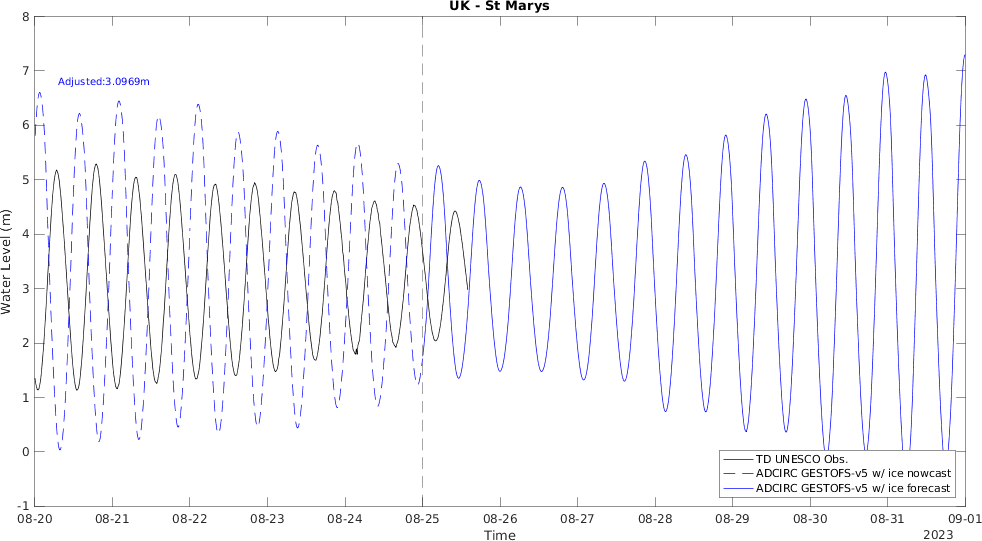 UK - St Marys
8
7
6
5
4
3
2
1
0
-1
Water Level (m)
Adjusted:3.0969m
TD UNESCO Obs.
ADCIRC GESTOFS-v5 w/ ice nowcast
ADCIRC GESTOFS-v5 w/ ice forecast
08-20 08-21 08-22 08-23 08-24 08-25 08-26 08-27 08-28 08-29 08-30 08-31 09-01
Time
2023